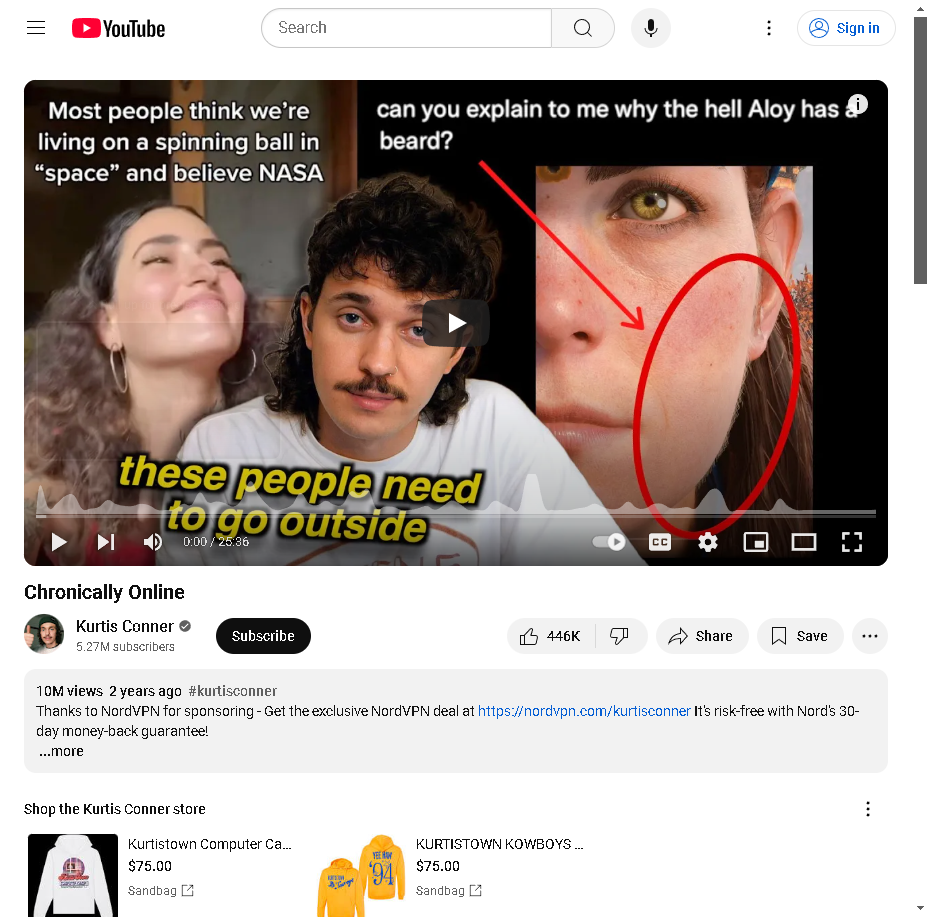 YouTube
Search
Sign in
Most people think we're
living on a spinning ball in
"space" and believe NASA
can you explain to me why the hell Aloy has a
beard?
these people need
to go outside
0:00 / 25:36
CC
Chronically Online
Kurtis Conner
5.27M subscribers
Subscribe
446K
Share
Save
10M views 2 years ago #kurtisconner
Thanks to NordVPN for sponsoring - Get the exclusive NordVPN deal at https://nordvpn.com/kurtisconner It's risk-free with Nord's 30-
day money-back guarantee!
...more
Shop the Kurtis Conner store
Kurtistown Computer Ca...
$75.00
Sandbag
KURTISTOWN KOWBOYS ...
$75.00
Sandbag
YEE HAW
'94